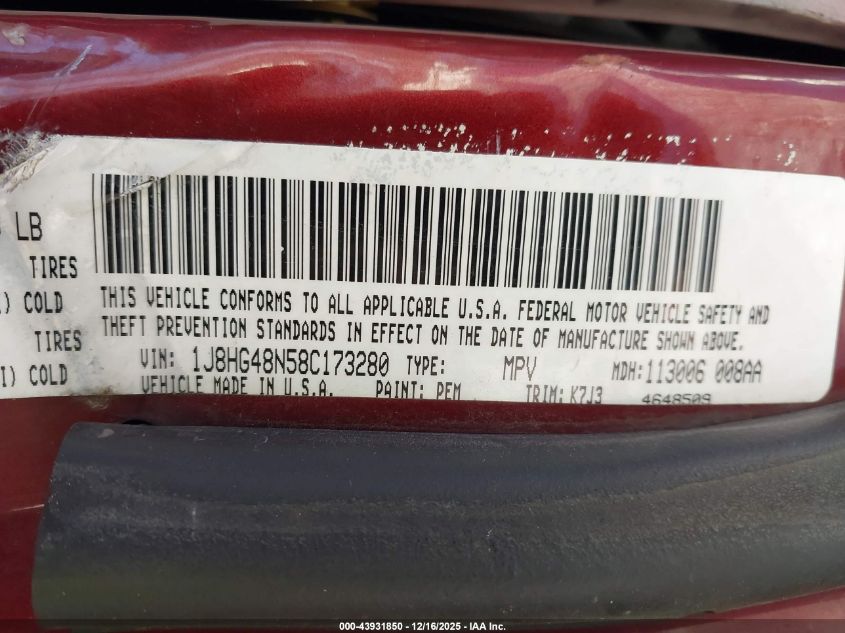 LB
TIRES
COLD
TIRES
I) COLD
THIS VEHICLE CONFORMS TO ALL APPLICABLE U.S.A. FEDERAL MOTOR VEHICLE SAFETY AND
THEFT PREVENTION STANDARDS IN EFFECT ON THE DATE OF MANUFACTURE SHOWN ABOVE.
VIN: 1J8HG48N58C173280 TYPE: MPV MDH: 113006 008AA
VEHICLE MADE IN U.S.A. PAINT: PEM TRIM: K7J3 4648509
000-43931850 - 12/16/2025 - IAA Inc.